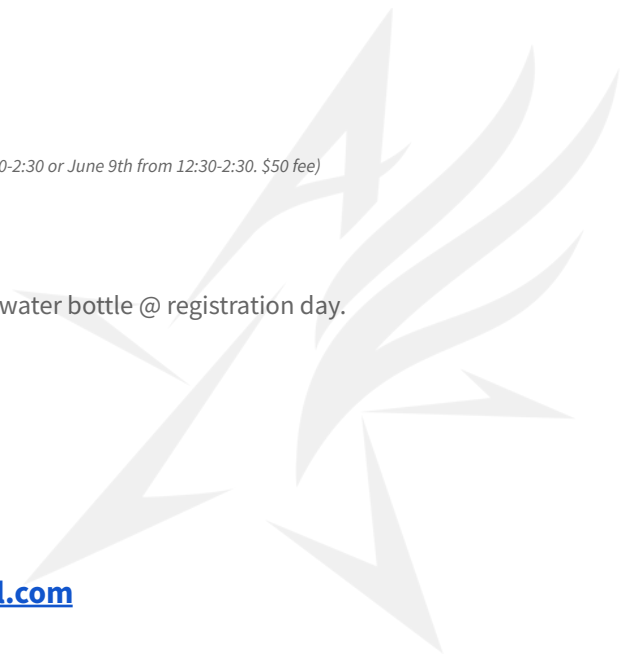 0-2:30 or June 9th from 12:30-2:30. $50 fee)
water bottle @ registration day.
l.com